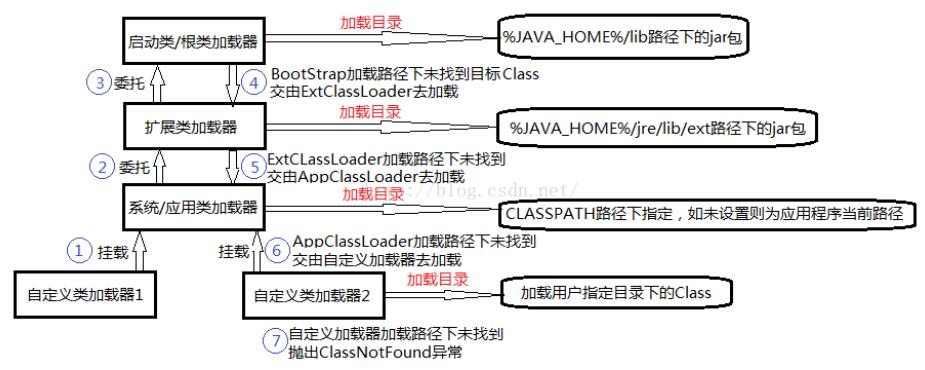 加载目录
启动类/根类加载器
%JAVA_HOME%/lib路径下的jar包
③ 委托
④ BootStrap加载路径下未找到目标Class
交由ExtClassLoader去加载
加载目录
扩展类加载器
%JAVA_HOME%/jre/lib/ext路径下的jar包
② 委托
⑤ ExtCLassLoader加载路径下未找到
交由AppClassLoader去加载
://blog.csdn.net/
加载目录
系统/应用类加载器
CLASSPATH路径下指定，如未设置则为应用程序当前路径
① 挂载
挂载 ⑥ AppClassLoader加载路径下未找到
交由自定义加载器去加载
加载目录
自定义类加载器1
自定义类加载器2
加载用户指定目录下的Class
⑦ 自定义加载器加载路径下未找到
抛出ClassNotFound异常